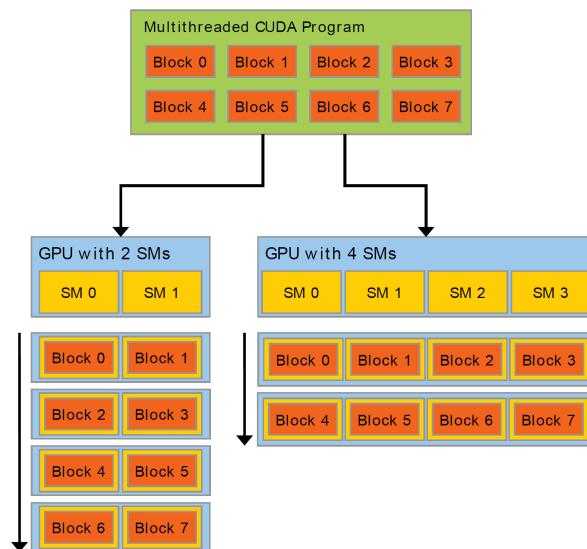 Multithreaded CUDA Program
Block 0 Block 1 Block 2 Block 3
Block 4 Block 5 Block 6 Block 7
GPU with 2 SMs
SM 0 SM 1
Block 0 Block 1
Block 2 Block 3
Block 4 Block 5
Block 6 Block 7
GPU with 4 SMs
SM 0 SM 1 SM 2 SM 3
Block 0 Block 1 Block 2 Block 3
Block 4 Block 5 Block 6 Block 7